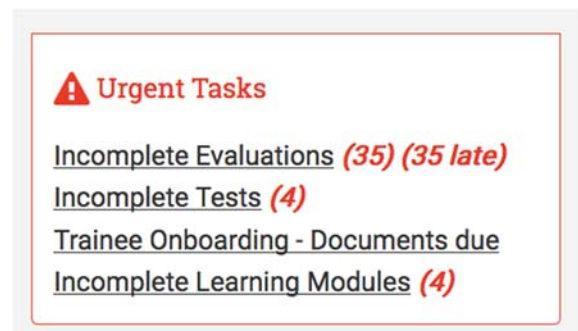 Urgent Tasks
Incomplete Evaluations (35) (35 late)
Incomplete Tests (4)
Trainee Onboarding - Documents due
Incomplete Learning Modules (4)